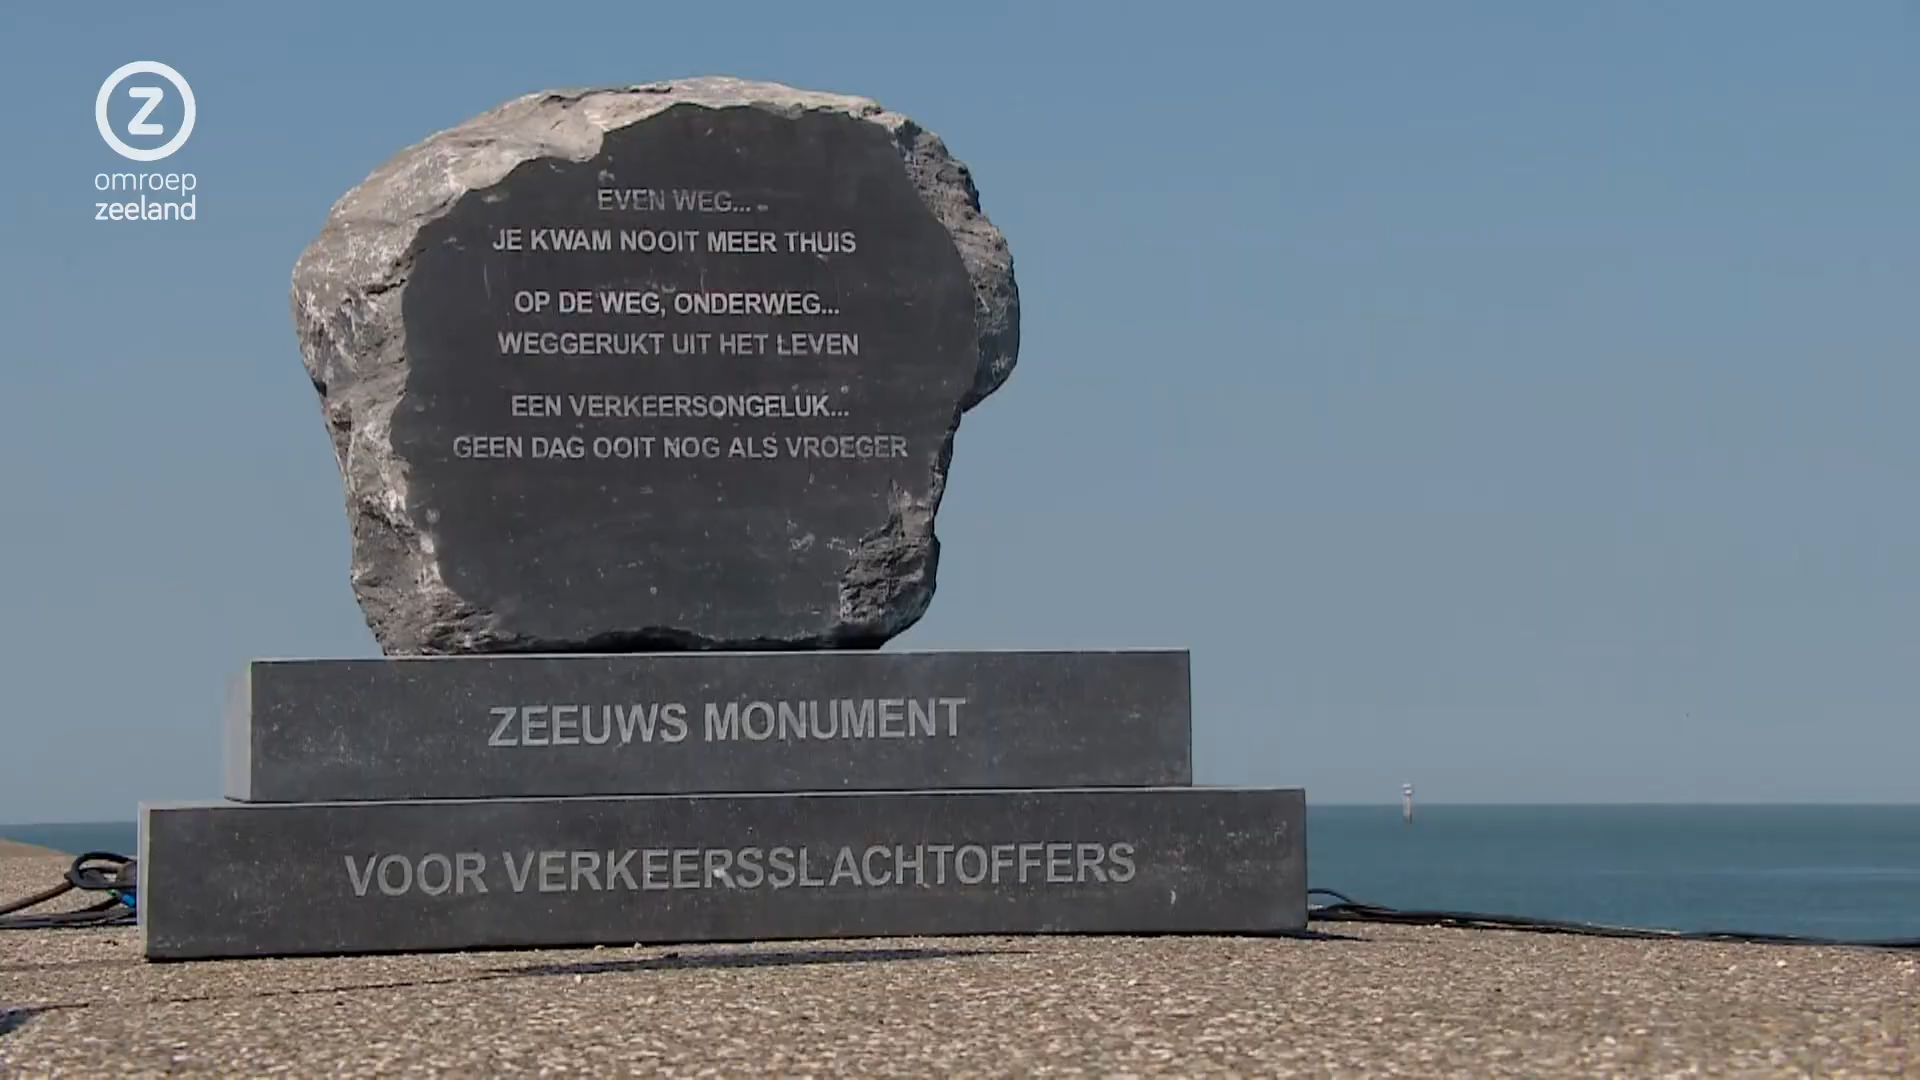 Z
omroep
zeeland
EVEN WEG...
JE KWAM NOOIT MEER THUIS
OP DE WEG, ONDERWEG...
WEGGERUKT UIT HET LEVEN
EEN VERKEERSONGELUK...
GEEN DAG OOIT NOG ALS VROEGER
ZEEUWS MONUMENT
VOOR VERKEERSSLACHTOFFERS